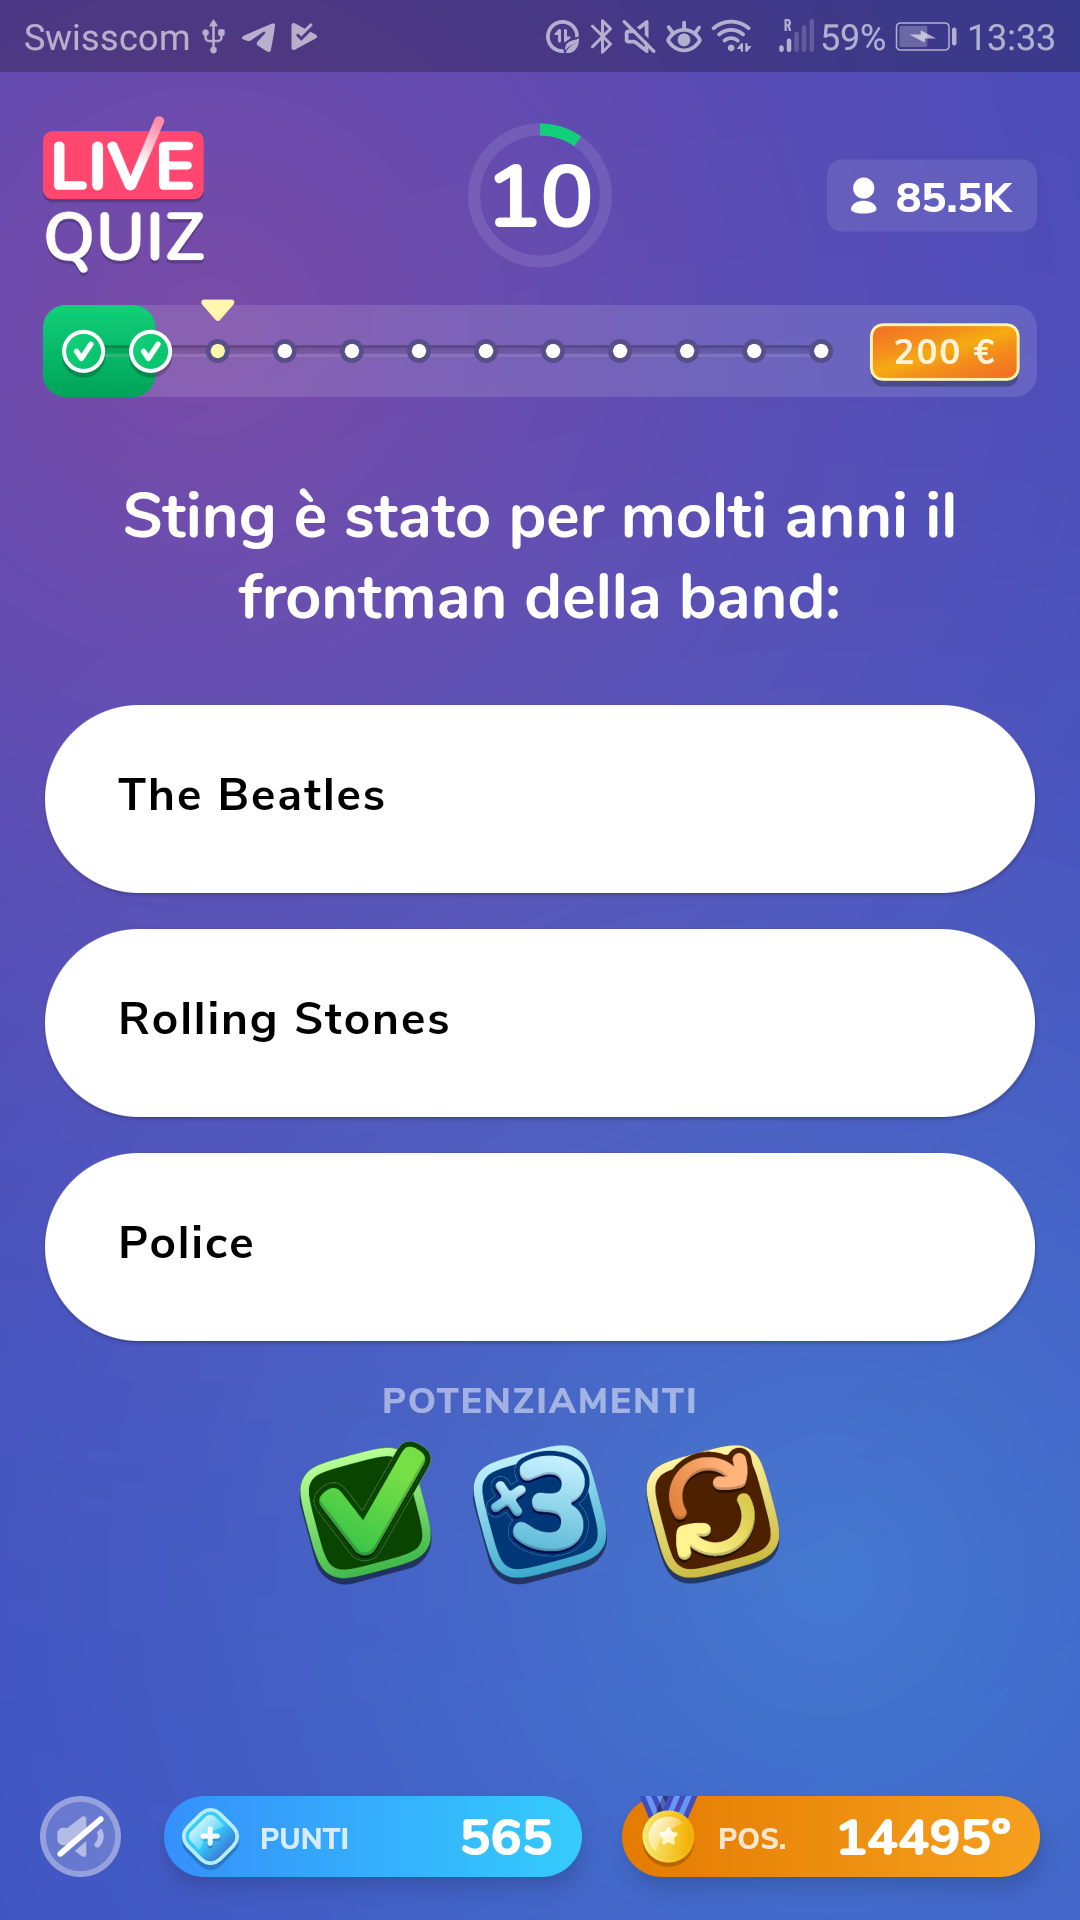 Swisscom
R
59%
13:33
LIVE
QUIZ
10
85.5K
200 €
Sting è stato per molti anni il
frontman della band:
The Beatles
Rolling Stones
Police
POTENZIAMENTI
×3
PUNTI
565
POS.
14495º